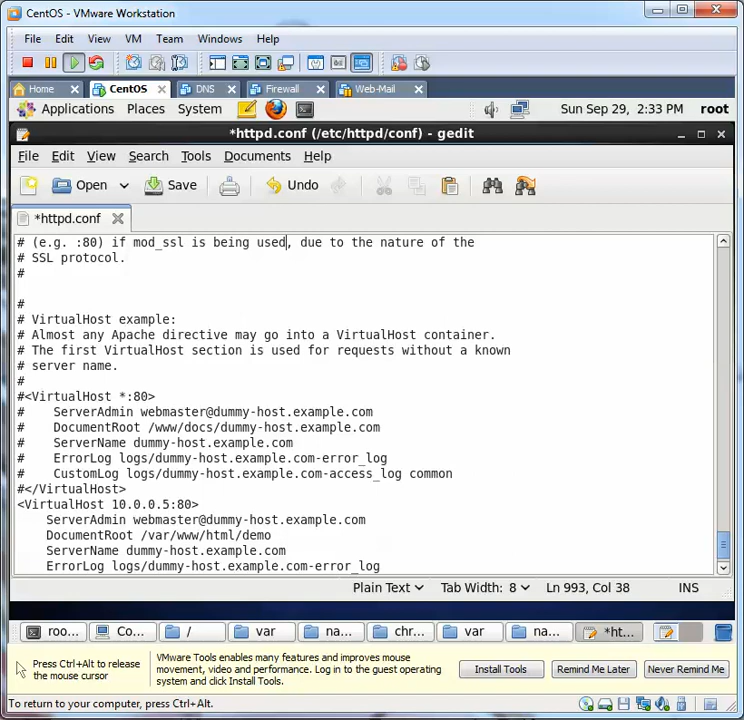 CentOS - VMware Workstation
File Edit View VM Team Windows Help
Home CentOS DNS Firewall Web-Mail
Applications Places System Sun Sep 29, 2:33 PM root
*httpd.conf (/etc/httpd/conf) - gedit
File Edit View Search Tools Documents Help
Open Save Undo
*httpd.conf
# (e.g. :80) if mod_ssl is being used, due to the nature of the
# SSL protocol.
#
#
# VirtualHost example:
# Almost any Apache directive may go into a VirtualHost container.
# The first VirtualHost section is used for requests without a known
# server name.
#
#<VirtualHost *:80>
#    ServerAdmin webmaster@dummy-host.example.com
#    DocumentRoot /www/docs/dummy-host.example.com
#    ServerName dummy-host.example.com
#    ErrorLog logs/dummy-host.example.com-error_log
#    CustomLog logs/dummy-host.example.com-access_log common
#</VirtualHost>
<VirtualHost 10.0.0.5:80>
    ServerAdmin webmaster@dummy-host.example.com
    DocumentRoot /var/www/html/demo
    ServerName dummy-host.example.com
    ErrorLog logs/dummy-host.example.com-error_log
Plain Text Tab Width: 8 Ln 993, Col 38 INS
roo... Co... / var na... chr... var na... *ht...
Press Ctrl+Alt to release
the mouse cursor
VMware Tools enables many features and improves mouse
movement, video and performance. Log in to the guest operating
system and click Install Tools.
Install Tools Remind Me Later Never Remind Me
To return to your computer, press Ctrl+Alt.